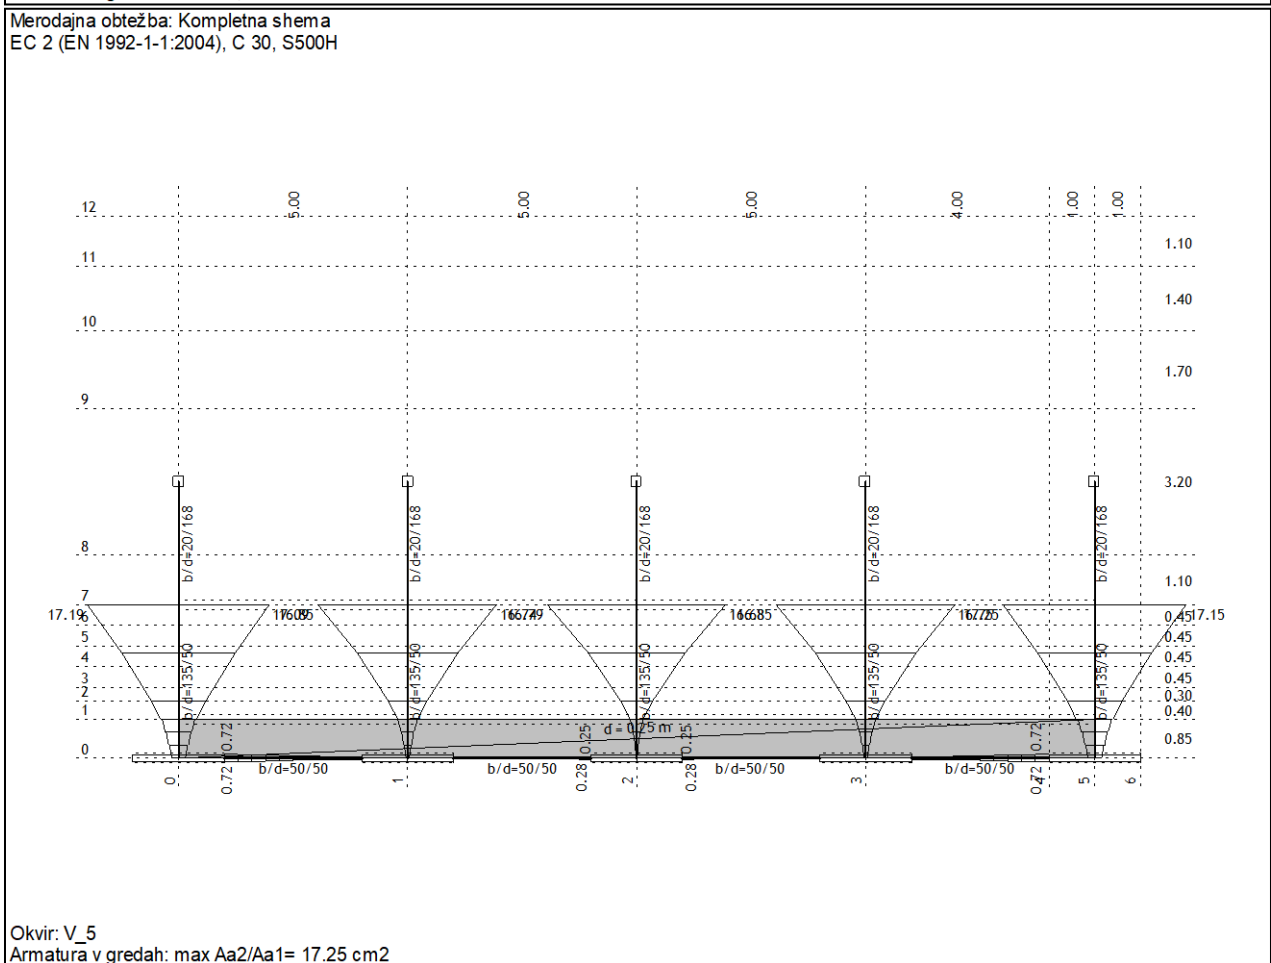 Merodajna obtežba: Kompletna shema
EC 2 (EN 1992-1-1:2004), C 30, S500H
5.00
5.00
5.00
4.00
1.00
1.00
12
1.10
11
1.40
10
1.70
9
3.20
b/d=20/168
b/d=20/168
b/d=20/168
b/d=20/168
b/d=20/168
8
1.10
7
17.15
0.45
5
0.45
4
0.45
b/d=135/50
b/d=135/50
b/d=135/50
b/d=135/50
b/d=135/50
3
0.45
2
0.30
1
0.40
0.72
0.25
d = 0.25 m
0.25
0.72
0.85
0
b/d=50/50
b/d=50/50
b/d=50/50
b/d=50/50
0
0.72
1
0.28
2
0.28
3
0.72
5
6
Okvir: V_5
Armatura v gredah: max Aa2/Aa1= 17.25 cm2